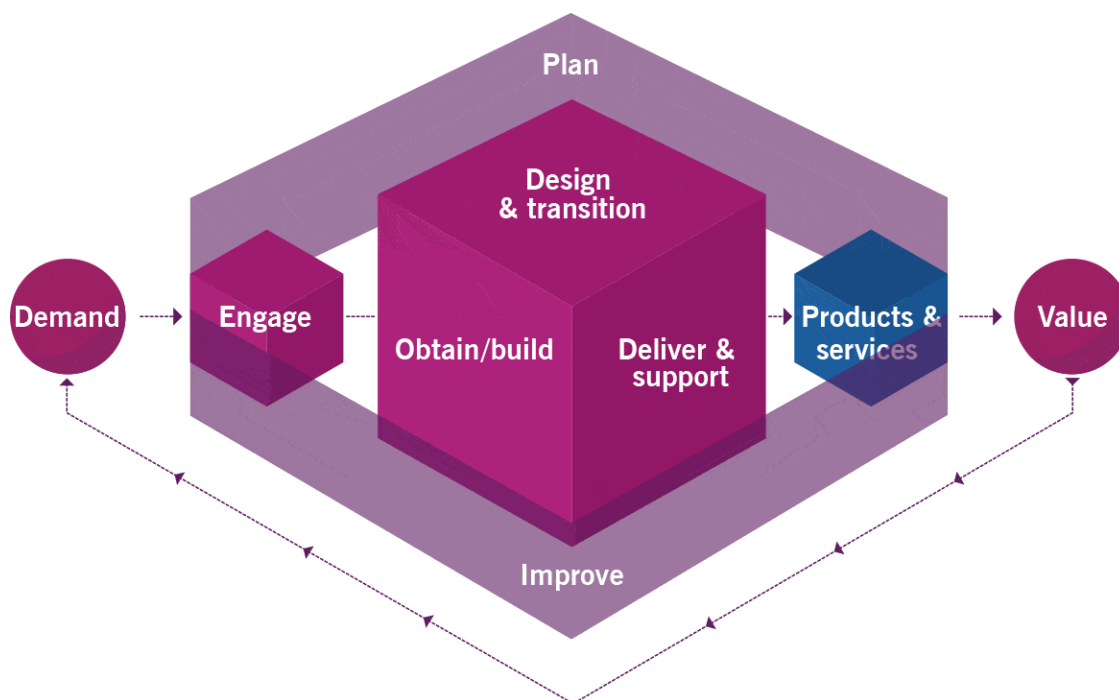 Plan
Design
& transition
Demand
Engage
Obtain/build
Deliver &
support
Products &
services
Value
Improve